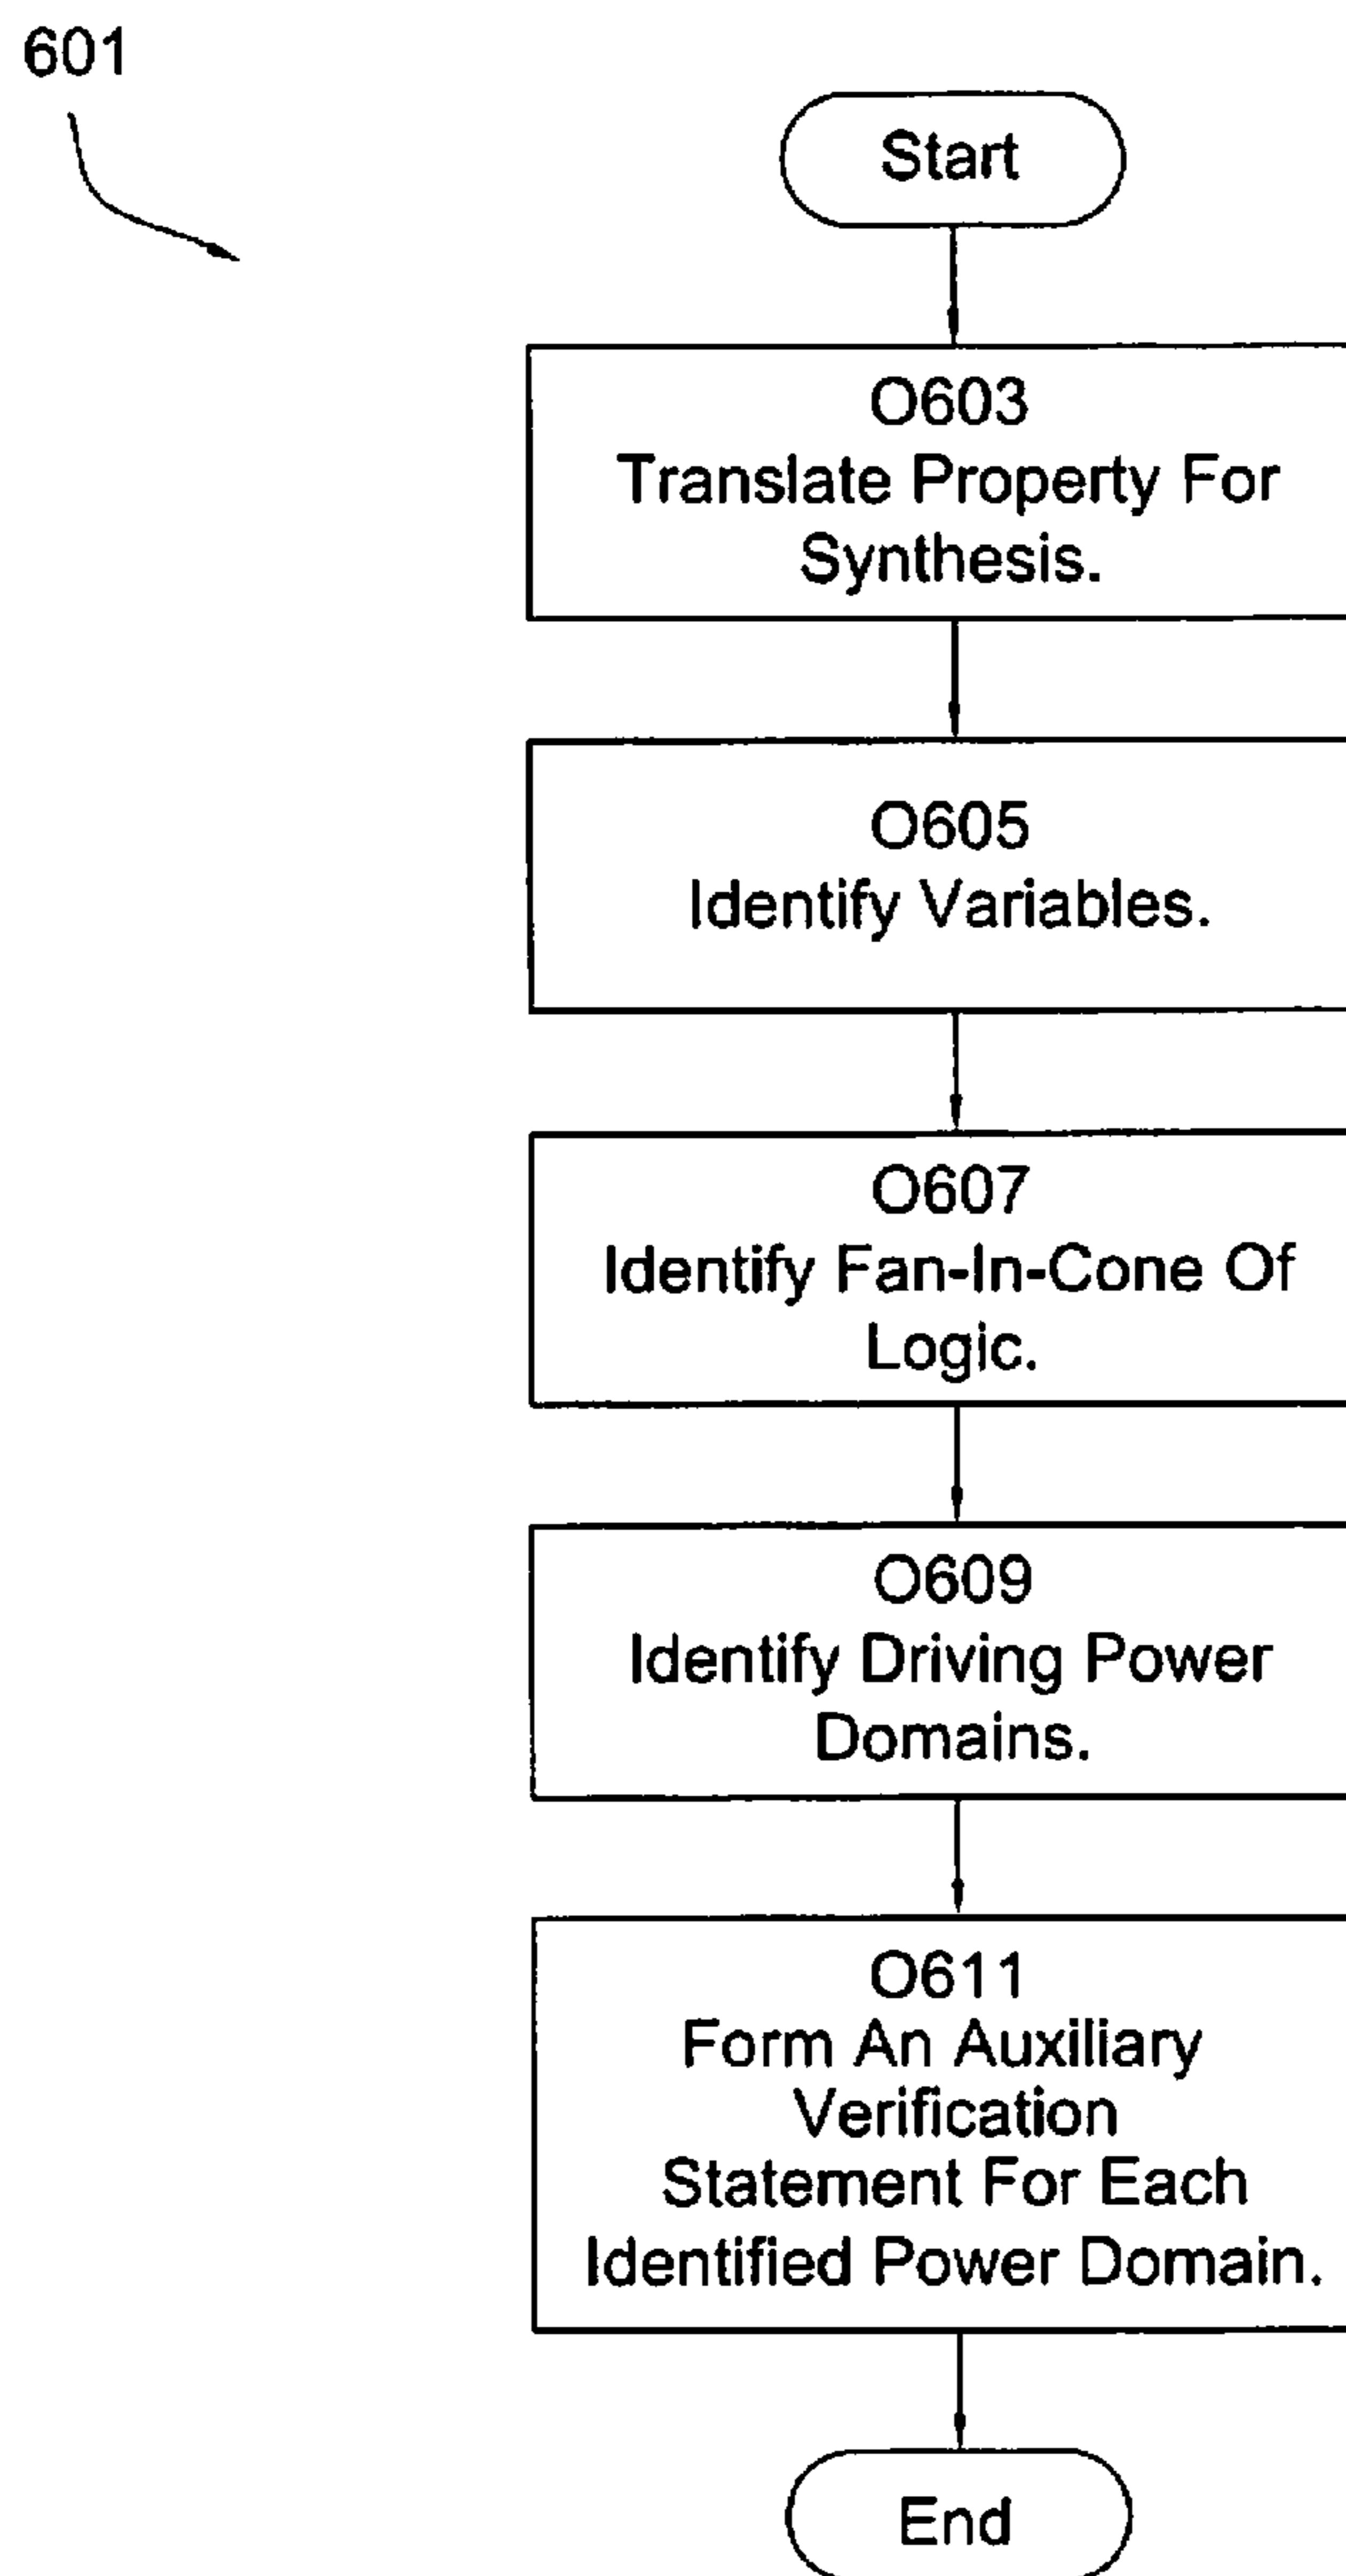 601
Start
O603
Translate Property For
Synthesis.
O605
Identify Variables.
O607
Identify Fan-In-Cone Of
Logic.
O609
Identify Driving Power
Domains.
O611
Form An Auxiliary
Verification
Statement For Each
Identified Power Domain.
End